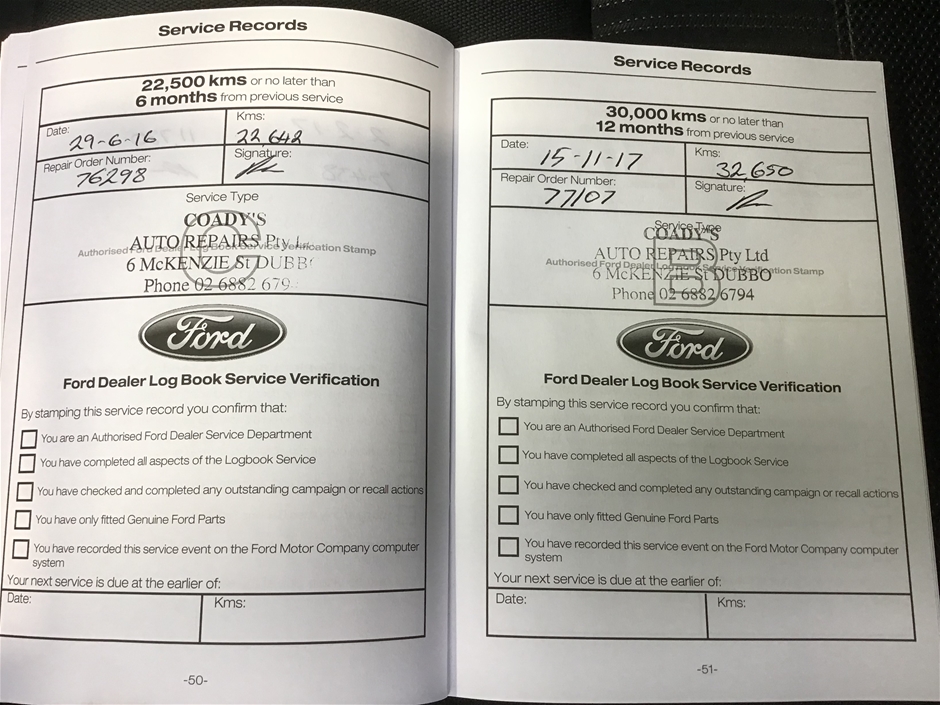 Service Records
22,500 kms or no later than
6 months from previous service
Date: 29-6-16
Kms: 22,642
Repair Order Number: 76298
Signature:
Service Type
C
COADY'S
AUTO REPAIRS Pty L
Authorised Ford Dealer Log Book Service Verification Stamp
6 McKENZIE St DUBB
Phone 02 6882 679
Ford
Ford Dealer Log Book Service Verification
By stamping this service record you confirm that:
You are an Authorised Ford Dealer Service Department
You have completed all aspects of the Logbook Service
You have checked and completed any outstanding campaign or recall actions
You have only fitted Genuine Ford Parts
You have recorded this service event on the Ford Motor Company computer
system
Your next service is due at the earlier of:
Date:
Kms:
-50-
Service Records
30,000 kms or no later than
12 months from previous service
Date: 15-11-17
Kms: 32,650
Repair Order Number: 77107
Signature:
Service Type
B
COADY'S
AUTO REPAIRS Pty Ltd
Authorised Ford Dealer Log Book Service Verification Stamp
6 McKENZIE St DUBBO
Phone 02 6882 6794
Ford
Ford Dealer Log Book Service Verification
By stamping this service record you confirm that:
You are an Authorised Ford Dealer Service Department
You have completed all aspects of the Logbook Service
You have checked and completed any outstanding campaign or recall actions
You have only fitted Genuine Ford Parts
You have recorded this service event on the Ford Motor Company computer
system
Your next service is due at the earlier of:
Date:
Kms:
-51-